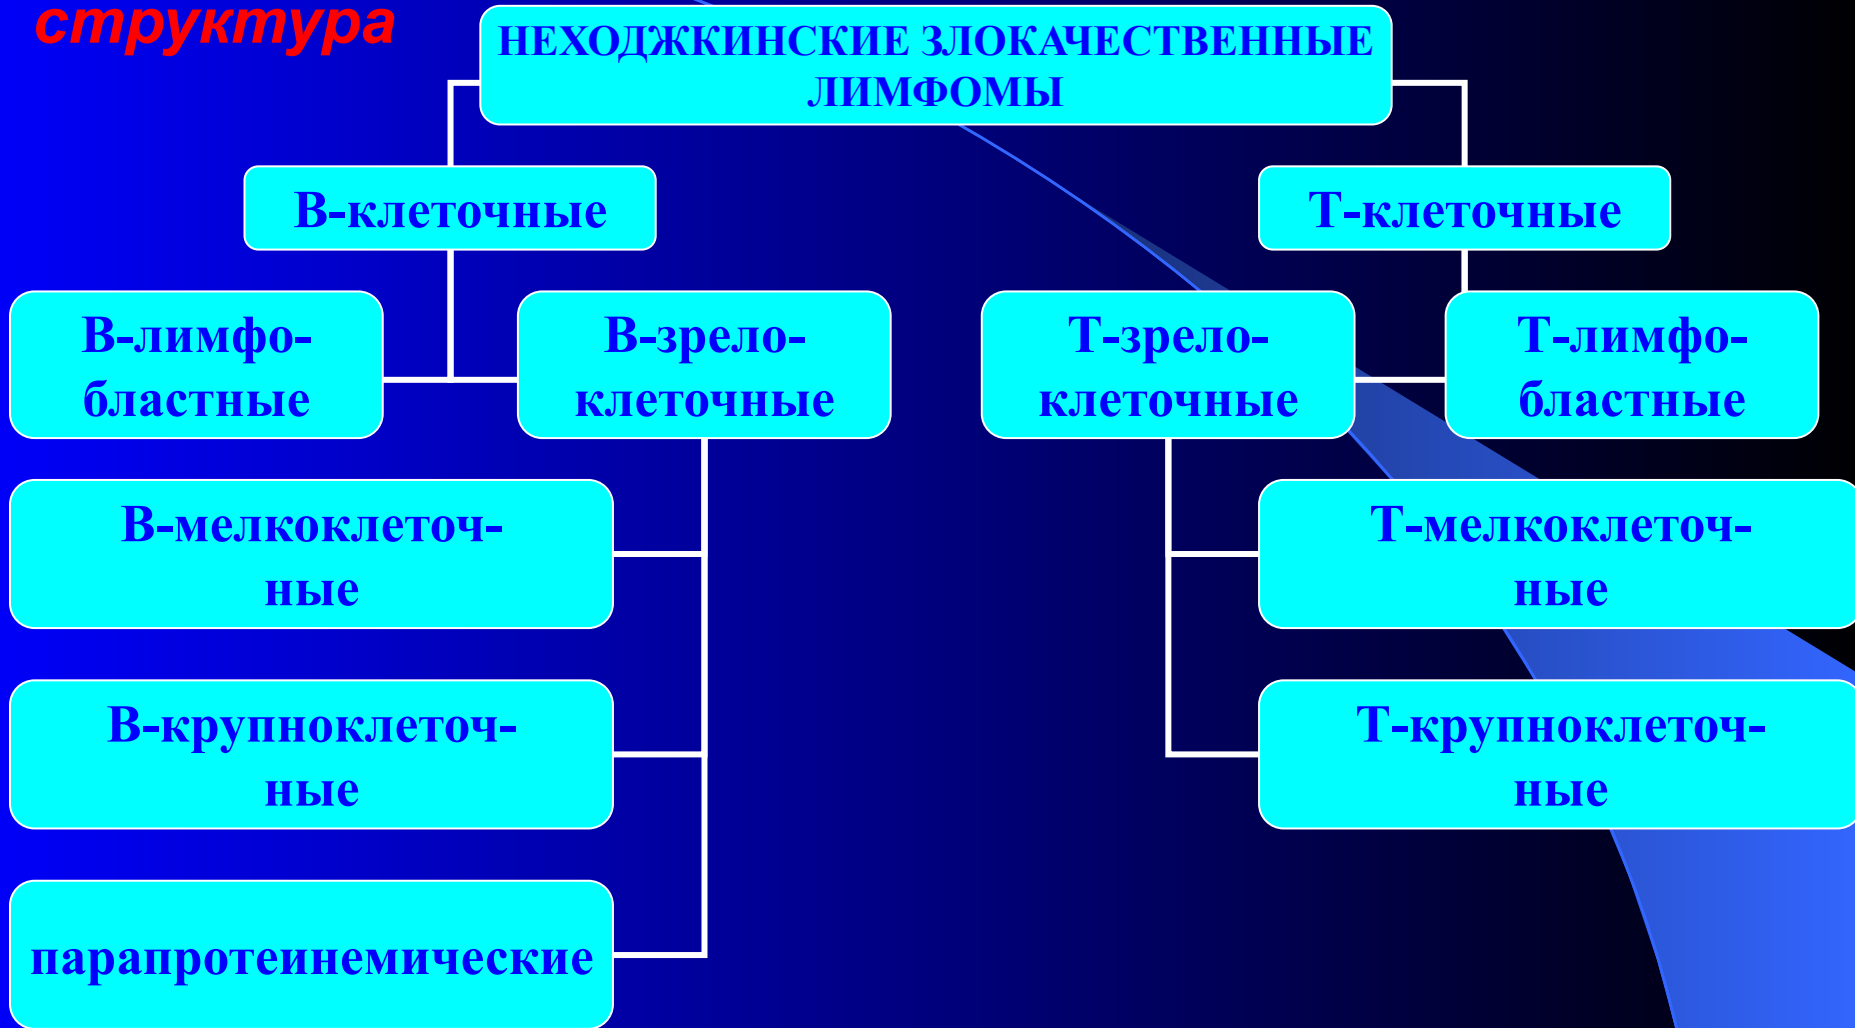 структура
НЕХОДЖКИНСКИЕ ЗЛОКАЧЕСТВЕННЫЕ
ЛИМФОМЫ
В-клеточные
Т-клеточные
В-лимфо-
бластные
В-зрело-
клеточные
Т-зрело-
клеточные
Т-лимфо-
бластные
В-мелкоклеточ-
ные
Т-мелкоклеточ-
ные
В-крупноклеточ-
ные
Т-крупноклеточ-
ные
парапротеинемические